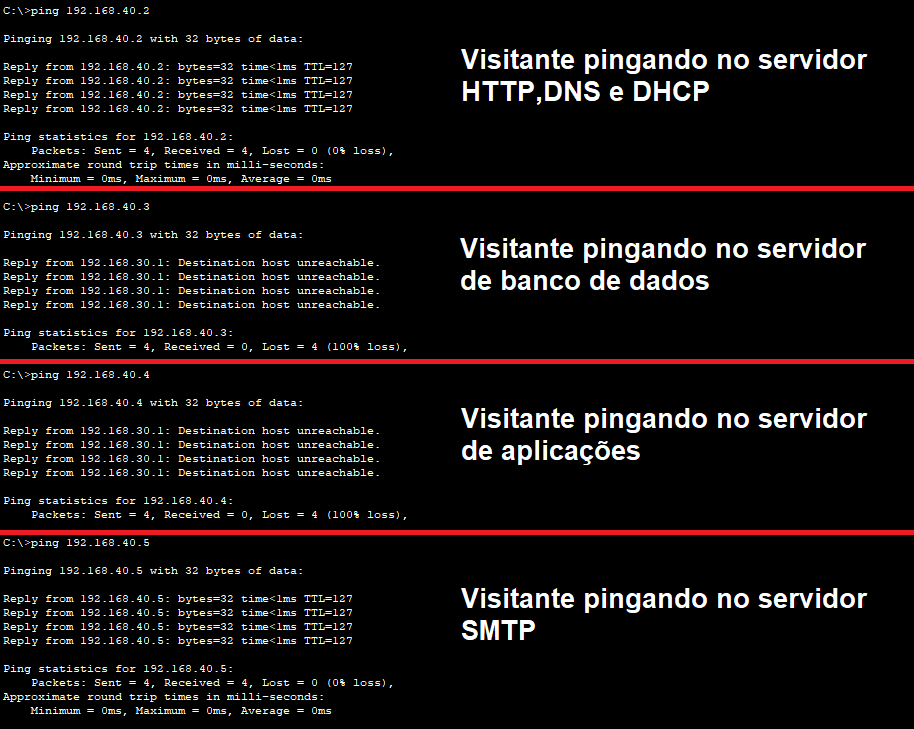 C:\>ping 192.168.40.2
Pinging 192.168.40.2 with 32 bytes of data:
Reply from 192.168.40.2: bytes=32 time<1ms TTL=127
Reply from 192.168.40.2: bytes=32 time<1ms TTL=127
Reply from 192.168.40.2: bytes=32 time<1ms TTL=127
Reply from 192.168.40.2: bytes=32 time<1ms TTL=127
Ping statistics for 192.168.40.2:
Packets: Sent = 4, Received = 4, Lost = 0 (0% loss),
Approximate round trip times in milli-seconds:
Minimum = 0ms, Maximum = 0ms, Average = 0ms
Visitante pingando no servidor
HTTP,DNS e DHCP
C:\>ping 192.168.40.3
Pinging 192.168.40.3 with 32 bytes of data:
Reply from 192.168.30.1: Destination host unreachable.
Reply from 192.168.30.1: Destination host unreachable.
Reply from 192.168.30.1: Destination host unreachable.
Reply from 192.168.30.1: Destination host unreachable.
Ping statistics for 192.168.40.3:
Packets: Sent = 4, Received = 0, Lost = 4 (100% loss),
Visitante pingando no servidor
de banco de dados
C:\>ping 192.168.40.4
Pinging 192.168.40.4 with 32 bytes of data:
Reply from 192.168.30.1: Destination host unreachable.
Reply from 192.168.30.1: Destination host unreachable.
Reply from 192.168.30.1: Destination host unreachable.
Reply from 192.168.30.1: Destination host unreachable.
Ping statistics for 192.168.40.4:
Packets: Sent = 4, Received = 0, Lost = 4 (100% loss),
Visitante pingando no servidor
de aplicações
C:\>ping 192.168.40.5
Pinging 192.168.40.5 with 32 bytes of data:
Reply from 192.168.40.5: bytes=32 time<1ms TTL=127
Reply from 192.168.40.5: bytes=32 time<1ms TTL=127
Reply from 192.168.40.5: bytes=32 time<1ms TTL=127
Reply from 192.168.40.5: bytes=32 time<1ms TTL=127
Ping statistics for 192.168.40.5:
Packets: Sent = 4, Received = 4, Lost = 0 (0% loss),
Approximate round trip times in milli-seconds:
Minimum = 0ms, Maximum = 0ms, Average = 0ms
Visitante pingando no servidor
SMTP